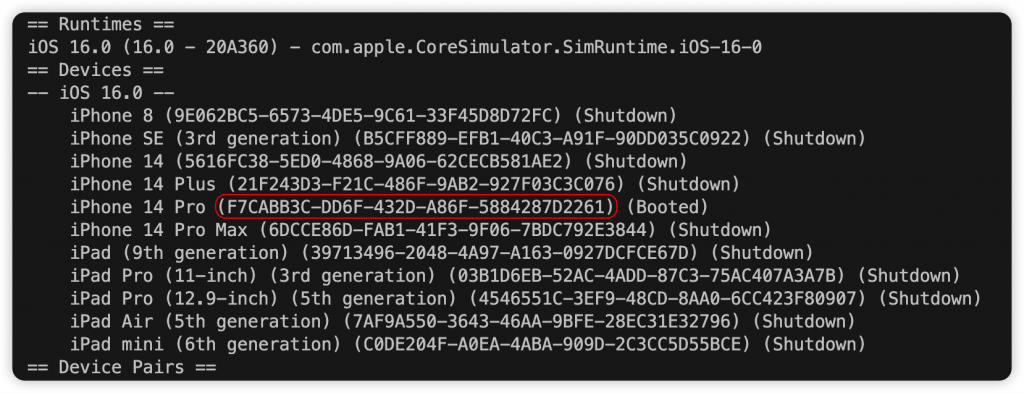 == Runtimes ==
iOS 16.0 (16.0 - 20A360) - com.apple.CoreSimulator.SimRuntime.iOS-16-0
== Devices ==
-- iOS 16.0 --
    iPhone 8 (9E062BC5-6573-4DE5-9C61-33F45D8D72FC) (Shutdown)
    iPhone SE (3rd generation) (B5CFF889-EFB1-40C3-A91F-90DD035C0922) (Shutdown)
    iPhone 14 (5616FC38-5ED0-4868-9A06-62CECB581AE2) (Shutdown)
    iPhone 14 Plus (21F243D3-F21C-486F-9AB2-927F03C3C076) (Shutdown)
    iPhone 14 Pro (F7CABB3C-DD6F-432D-A86F-5884287D2261) (Booted)
    iPhone 14 Pro Max (6DCCE86D-FAB1-41F3-9F06-7BDC792E3844) (Shutdown)
    iPad (9th generation) (39713496-2048-4A97-A163-0927DCFCE67D) (Shutdown)
    iPad Pro (11-inch) (3rd generation) (03B1D6EB-52AC-4ADD-87C3-75AC407A3A7B) (Shutdown)
    iPad Pro (12.9-inch) (5th generation) (4546551C-3EF9-48CD-8AA0-6CC423F80907) (Shutdown)
    iPad Air (5th generation) (7AF9A550-3643-46AA-9BFE-28EC31E32796) (Shutdown)
    iPad mini (6th generation) (C0DE204F-A0EA-4ABA-909D-2C3CC5D55BCE) (Shutdown)
== Device Pairs ==